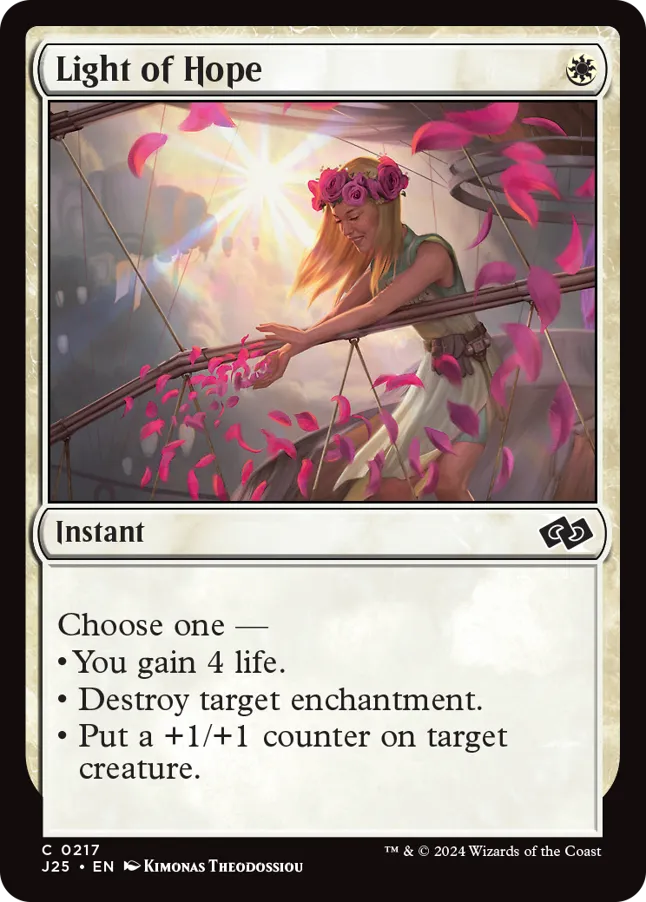 Light of Hope
Instant
Choose one —
• You gain 4 life.
• Destroy target enchantment.
• Put a +1/+1 counter on target
creature.
C 0217
J25 • EN Kimonas Theodossiou
™ & © 2024 Wizards of the Coast